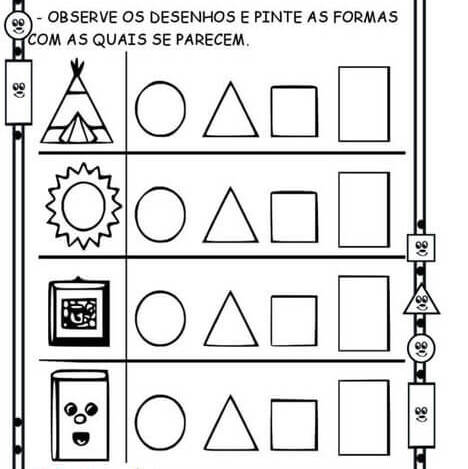 - OBSERVE OS DESENHOS E PINTE AS FORMAS
COM AS QUAIS SE PARECEM.